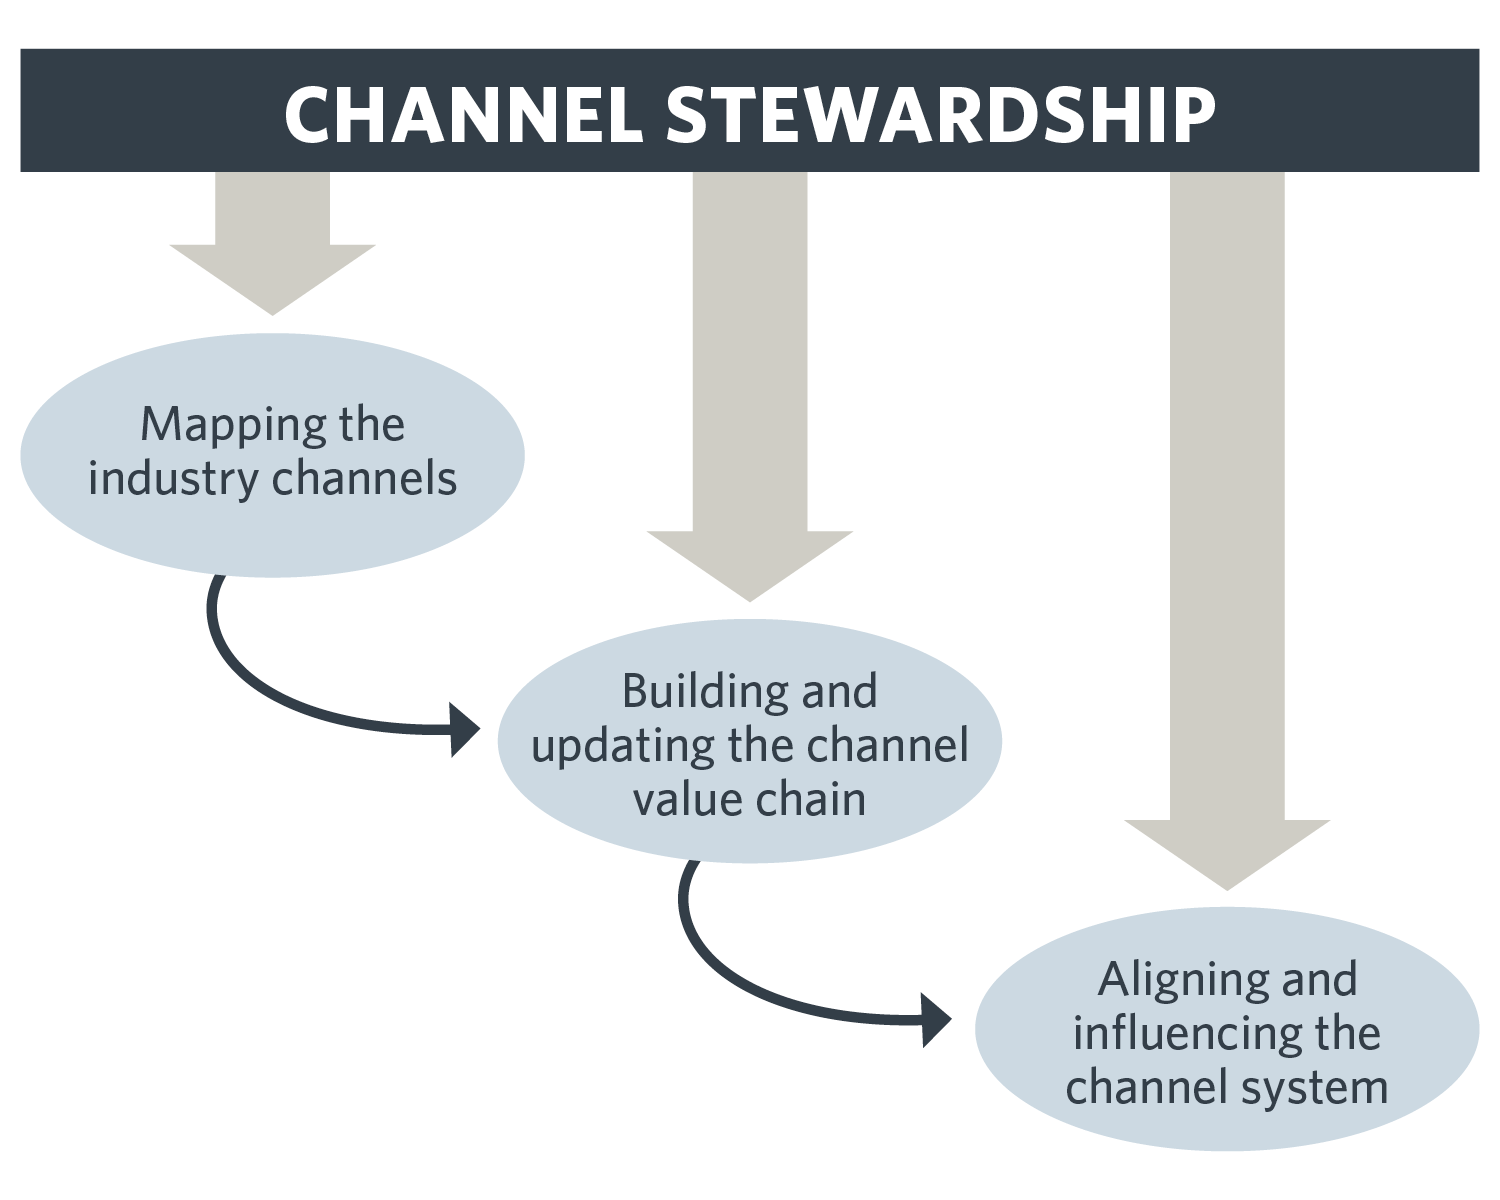 CHANNEL STEWARDSHIP
Mapping the
industry channels
Building and
updating the channel
value chain
Aligning and
influencing the
channel system